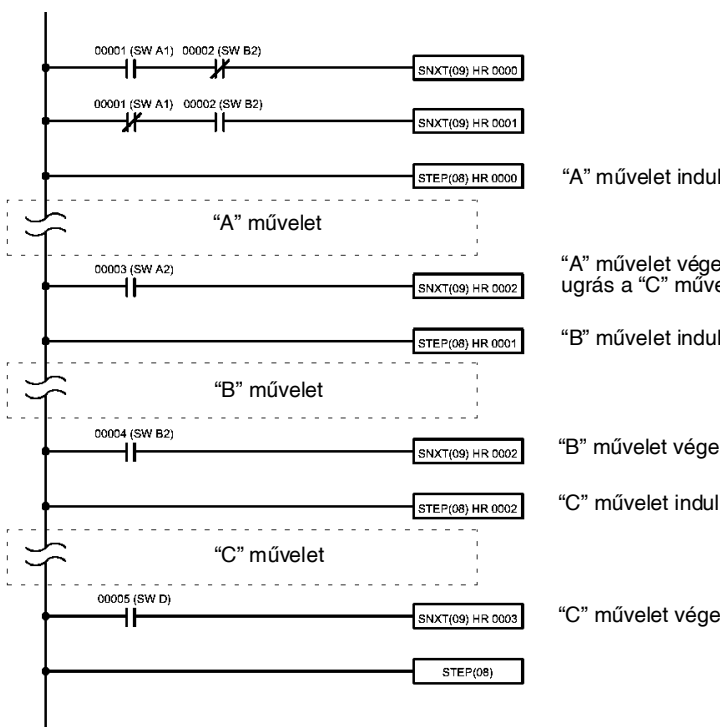 00001 (SW A1) 00002 (SW B2)
SNXT(09) HR 0000
00001 (SW A1) 00002 (SW B2)
SNXT(09) HR 0001
STEP(08) HR 0000 “A” művelet indul
“A” művelet
“A” művelet vége
00003 (SW A2)
SNXT(09) HR 0002 ugrás a “C” műve
STEP(08) HR 0001 “B” művelet indul
“B” művelet
00004 (SW B2)
SNXT(09) HR 0002 “B” művelet vége
STEP(08) HR 0002 “C” művelet indul
“C” művelet
00005 (SW D)
SNXT(09) HR 0003 “C” művelet vége
STEP(08)